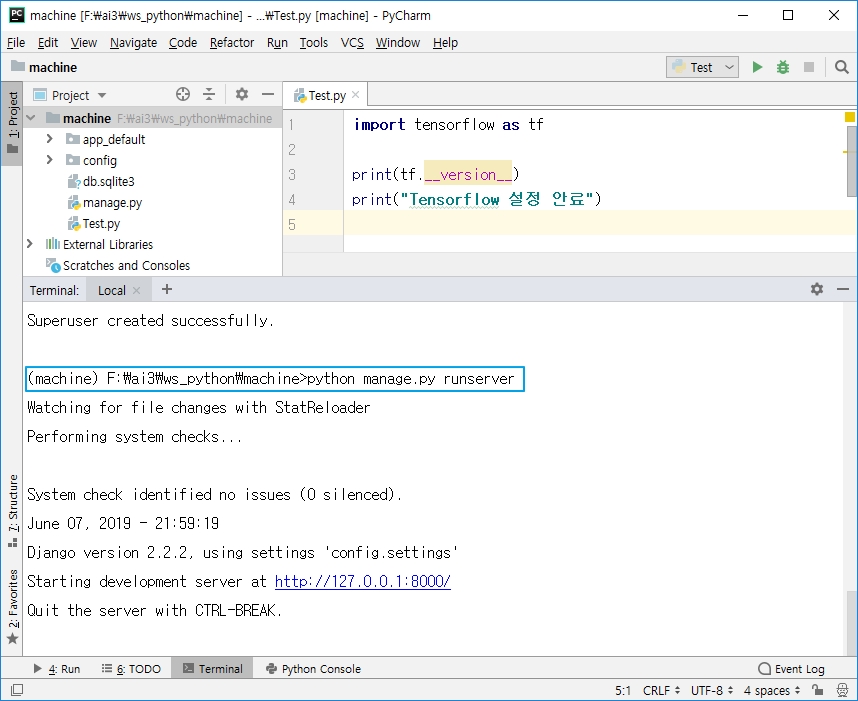 PC machine [F:₩ai3₩ws_python₩machine] - ...₩Test.py [machine] - PyCharm
File Edit View Navigate Code Refactor Run Tools VCS Window Help
machine Test
1: Project
Project
machine F:₩ai3₩ws_python₩machine
app_default
config
db.sqlite3
manage.py
Test.py
External Libraries
Scratches and Consoles
Test.py
1 import tensorflow as tf
2
3 print(tf.__version__)
4 print("Tensorflow 설정 안료")
5
Terminal: Local +
Superuser created successfully.
(machine) F:₩ai3₩ws_python₩machine>python manage.py runserver
Watching for file changes with StatReloader
Performing system checks...
System check identified no issues (0 silenced).
June 07, 2019 - 21:59:19
Django version 2.2.2, using settings 'config.settings'
Starting development server at http://127.0.0.1:8000/
Quit the server with CTRL-BREAK.
7: Structure
2: Favorites
4: Run 6: TODO Terminal Python Console Event Log
5:1 CRLF UTF-8 4 spaces